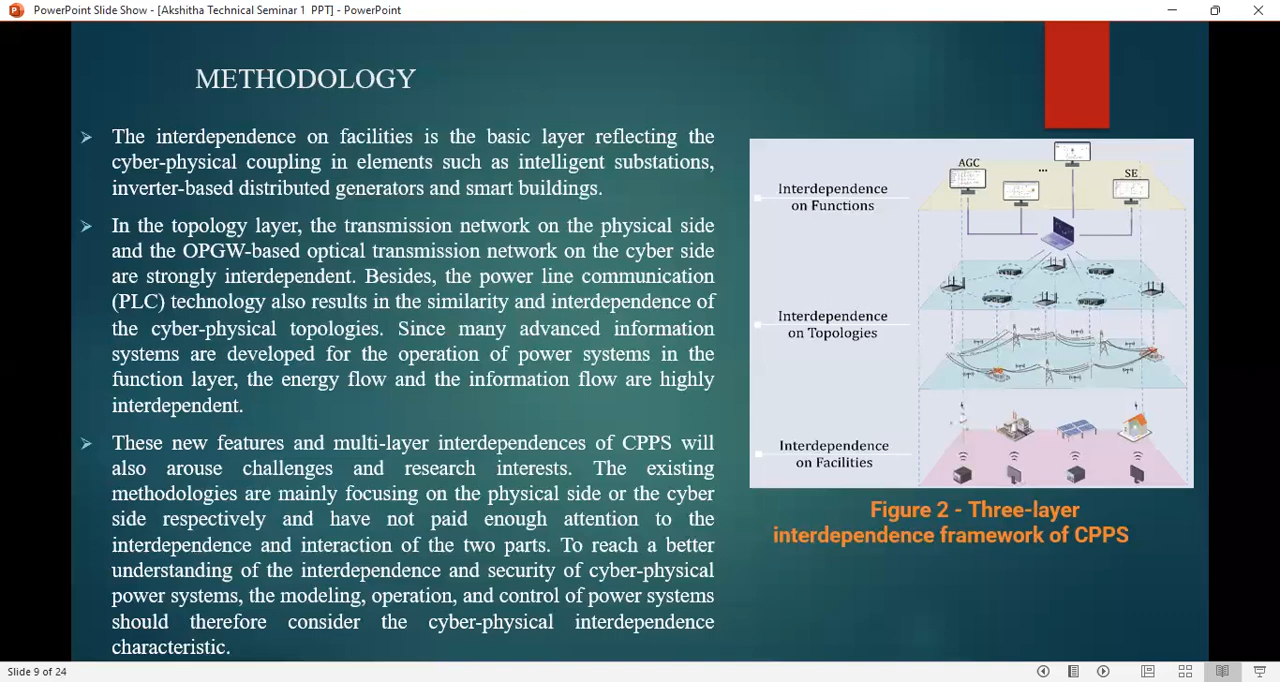 PowerPoint Slide Show - [Akshitha Technical Seminar 1 PPT] - PowerPoint
METHODOLOGY
The interdependence on facilities is the basic layer reflecting the
cyber-physical coupling in elements such as intelligent substations,
inverter-based distributed generators and smart buildings.
In the topology layer, the transmission network on the physical side
and the OPGW-based optical transmission network on the cyber side
are strongly interdependent. Besides, the power line communication
(PLC) technology also results in the similarity and interdependence of
the cyber-physical topologies. Since many advanced information
systems are developed for the operation of power systems in the
function layer, the energy flow and the information flow are highly
interdependent.
These new features and multi-layer interdependences of CPPS will
also arouse challenges and research interests. The existing
methodologies are mainly focusing on the physical side or the cyber
side respectively and have not paid enough attention to the
interdependence and interaction of the two parts. To reach a better
understanding of the interdependence and security of cyber-physical
power systems, the modeling, operation, and control of power systems
should therefore consider the cyber-physical interdependence
characteristic.
AGC
...
SE
Interdependence
on Functions
Interdependence
on Topologies
Interdependence
on Facilities
Figure 2 - Three-layer
interdependence framework of CPPS
Slide 9 of 24